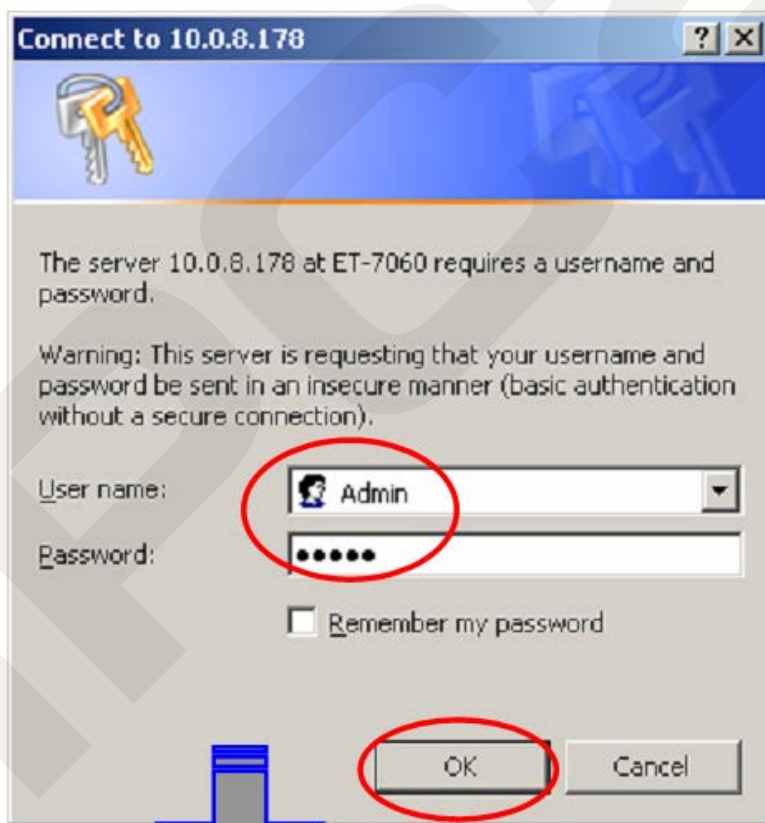 Connect to 10.0.8.178
The server 10.0.8.178 at ET-7060 requires a username and
password.
Warning: This server is requesting that your username and
password be sent in an insecure manner (basic authentication
without a secure connection).
User name:
Admin
Password:
•••••
Remember my password
OK
Cancel